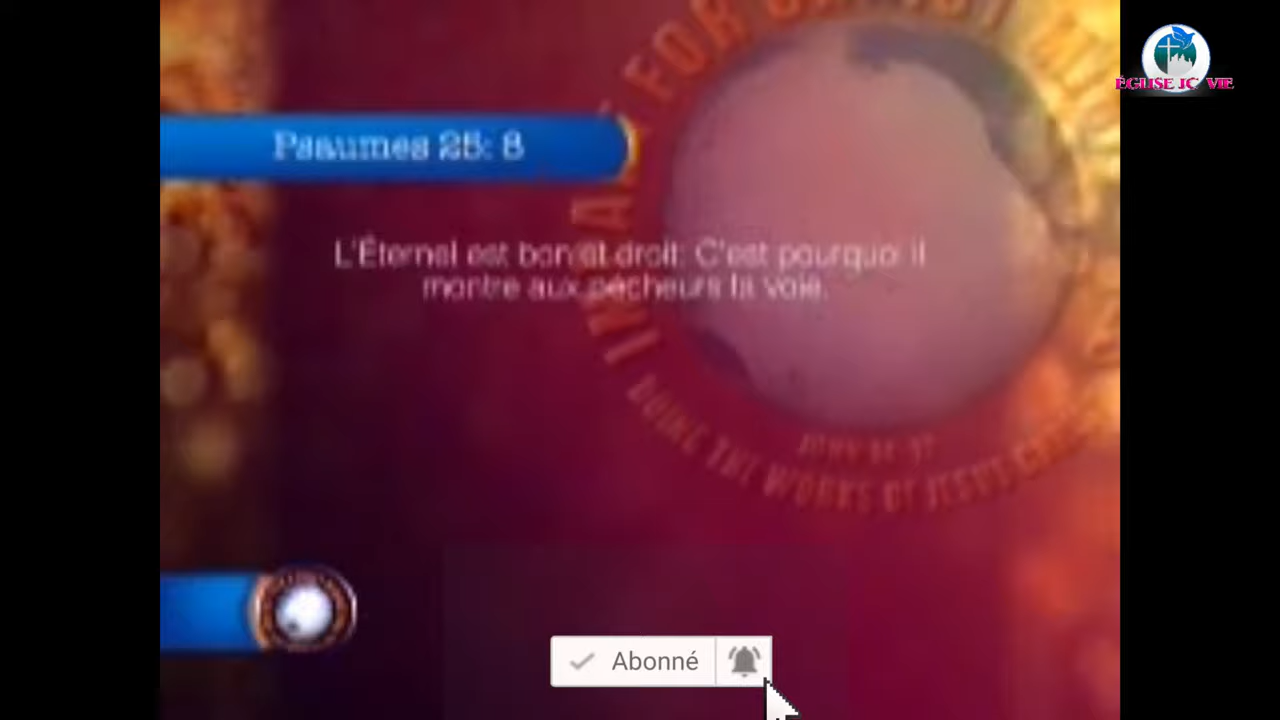 ÉGLISE JC VIE
Psaumes 25: 8
L'Éternel est bon et droit: C'est pourquoi il
montre aux pécheurs la voie.
DOING THE WORKS OF JESUS
Abonné